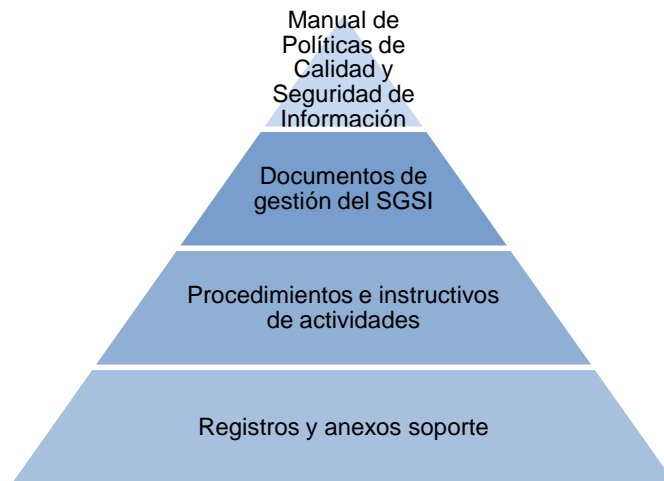 Manual de
Políticas de
Calidad y
Seguridad de
Información
Documentos de
gestión del SGSI
Procedimientos e instructivos
de actividades
Registros y anexos soporte